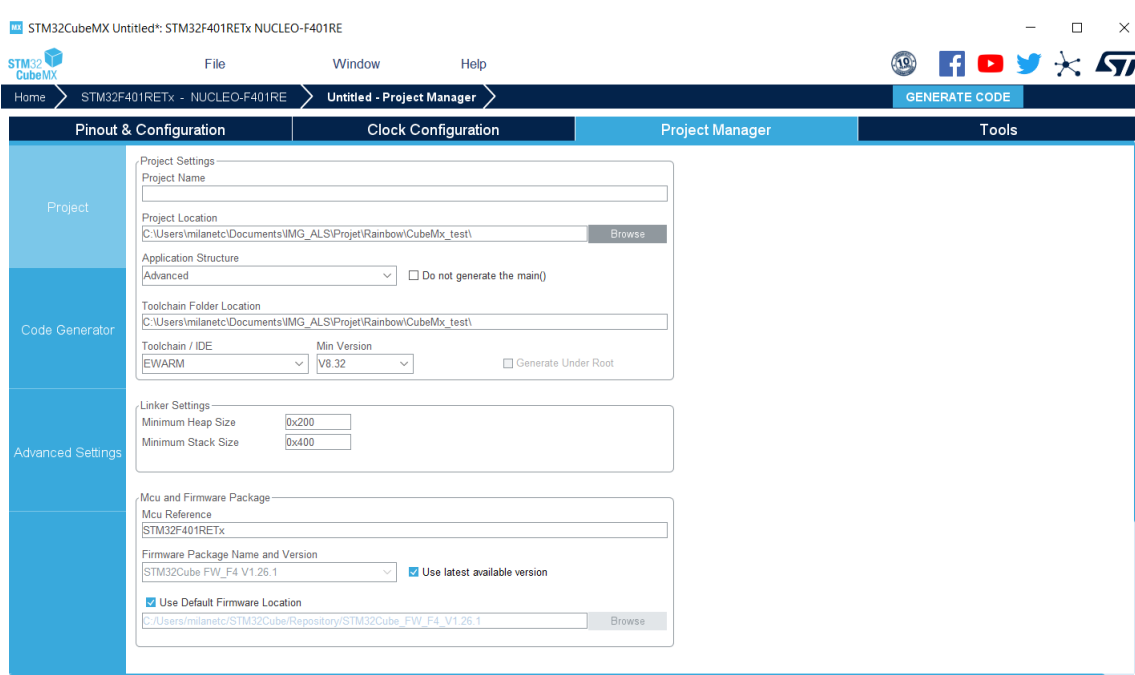 MX STM32CubeMX Untitled*: STM32F401RETx NUCLEO-F401RE
STM32 CubeMX File Window Help 10 ST
Home STM32F401RETx - NUCLEO-F401RE Untitled - Project Manager GENERATE CODE
Pinout & Configuration Clock Configuration Project Manager Tools
Project
Code Generator
Advanced Settings
Project Settings
Project Name
Project Location
C:\Users\milanetc\Documents\IMG_ALS\Projet\Rainbow\CubeMx_test\ Browse
Application Structure
Advanced Do not generate the main()
Toolchain Folder Location
C:\Users\milanetc\Documents\IMG_ALS\Projet\Rainbow\CubeMx_test\
Toolchain / IDE Min Version
EWARM V8.32 Generate Under Root
Linker Settings
Minimum Heap Size 0x200
Minimum Stack Size 0x400
Mcu and Firmware Package
Mcu Reference
STM32F401RETx
Firmware Package Name and Version
STM32Cube FW_F4 V1.26.1 Use latest available version
Use Default Firmware Location
C:/Users/milanetc/STM32Cube/Repository/STM32Cube_FW_F4_V1.26.1 Browse